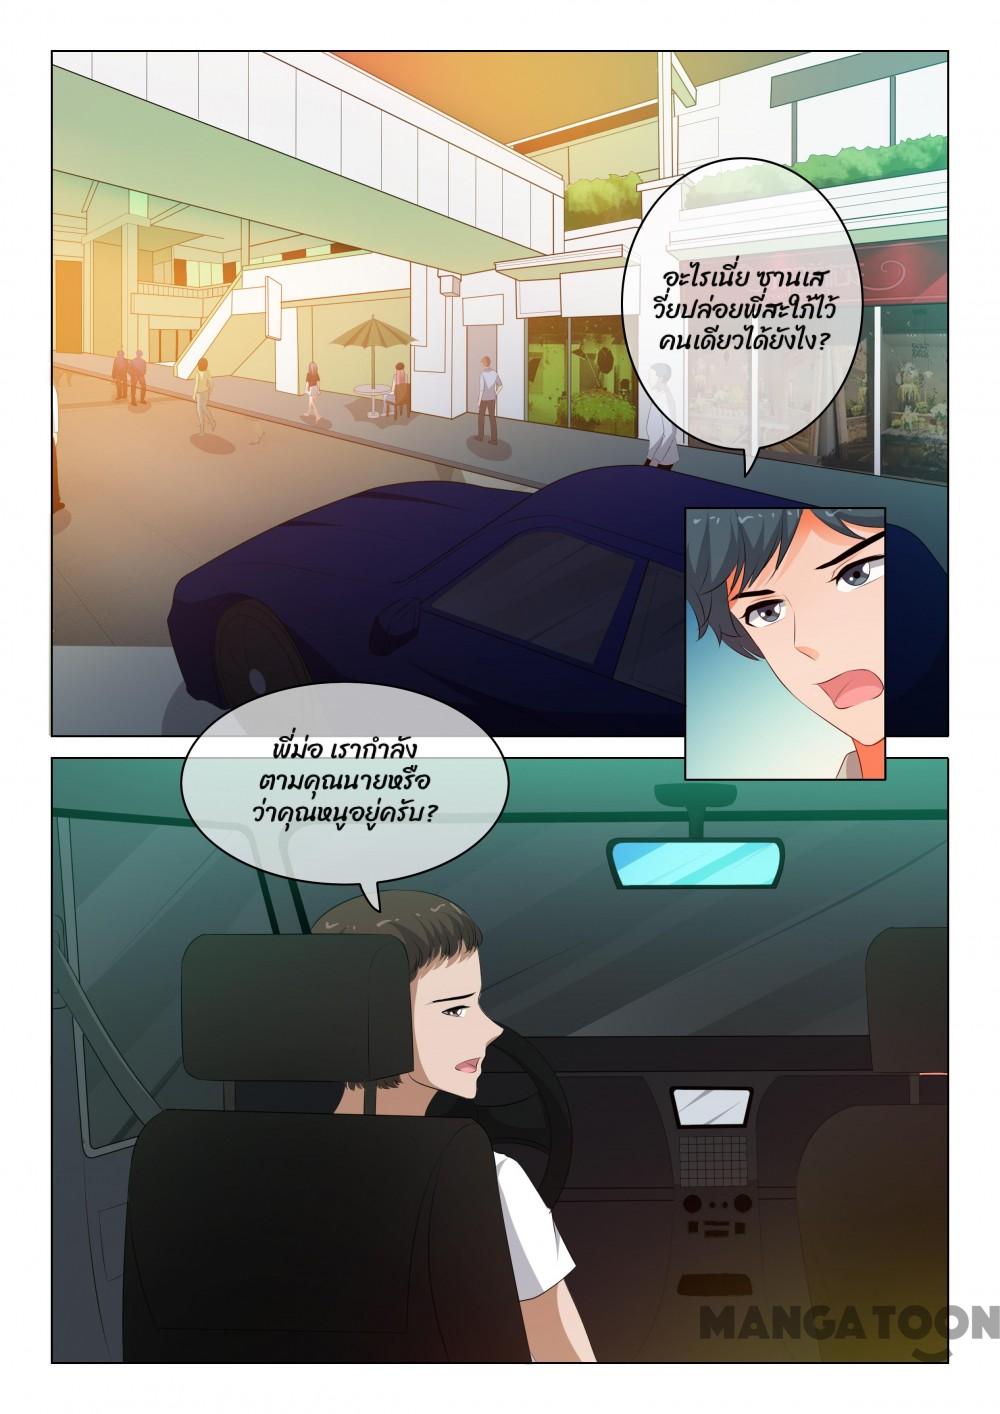 อะไรเนี่ย ซานเส
วี่ยปล่อยพี่สะใภ้ไว้
คนเดียวได้ยังไง?
พี่ม่อ เรากำลัง
ตามคุณนายหรือ
ว่าคุณหนูอยู่ครับ?
MANGATOON